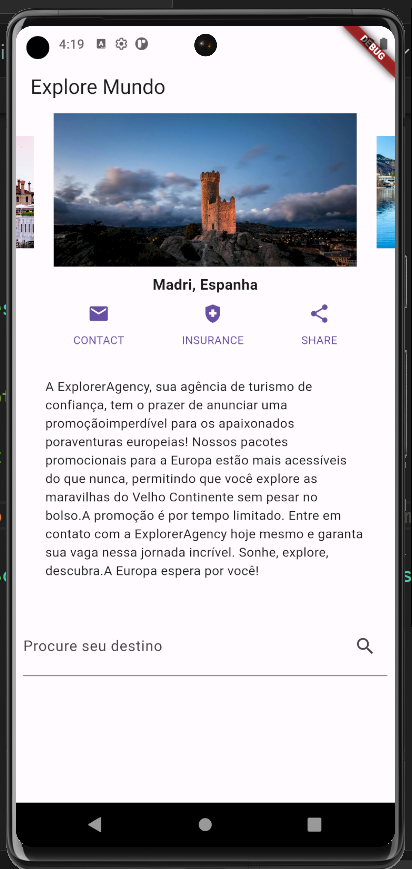 4:19
DEBUG
Explore Mundo
Madri, Espanha
CONTACT INSURANCE SHARE
A ExplorerAgency, sua agência de turismo de
confiança, tem o prazer de anunciar uma
promoçãoimperdível para os apaixonados
poraventuras europeias! Nossos pacotes
promocionais para a Europa estão mais acessíveis
do que nunca, permitindo que você explore as
maravilhas do Velho Continente sem pesar no
bolso.A promoção é por tempo limitado. Entre em
contato com a ExplorerAgency hoje mesmo e garanta
sua vaga nessa jornada incrível. Sonhe, explore,
descubra.A Europa espera por você!
Procure seu destino